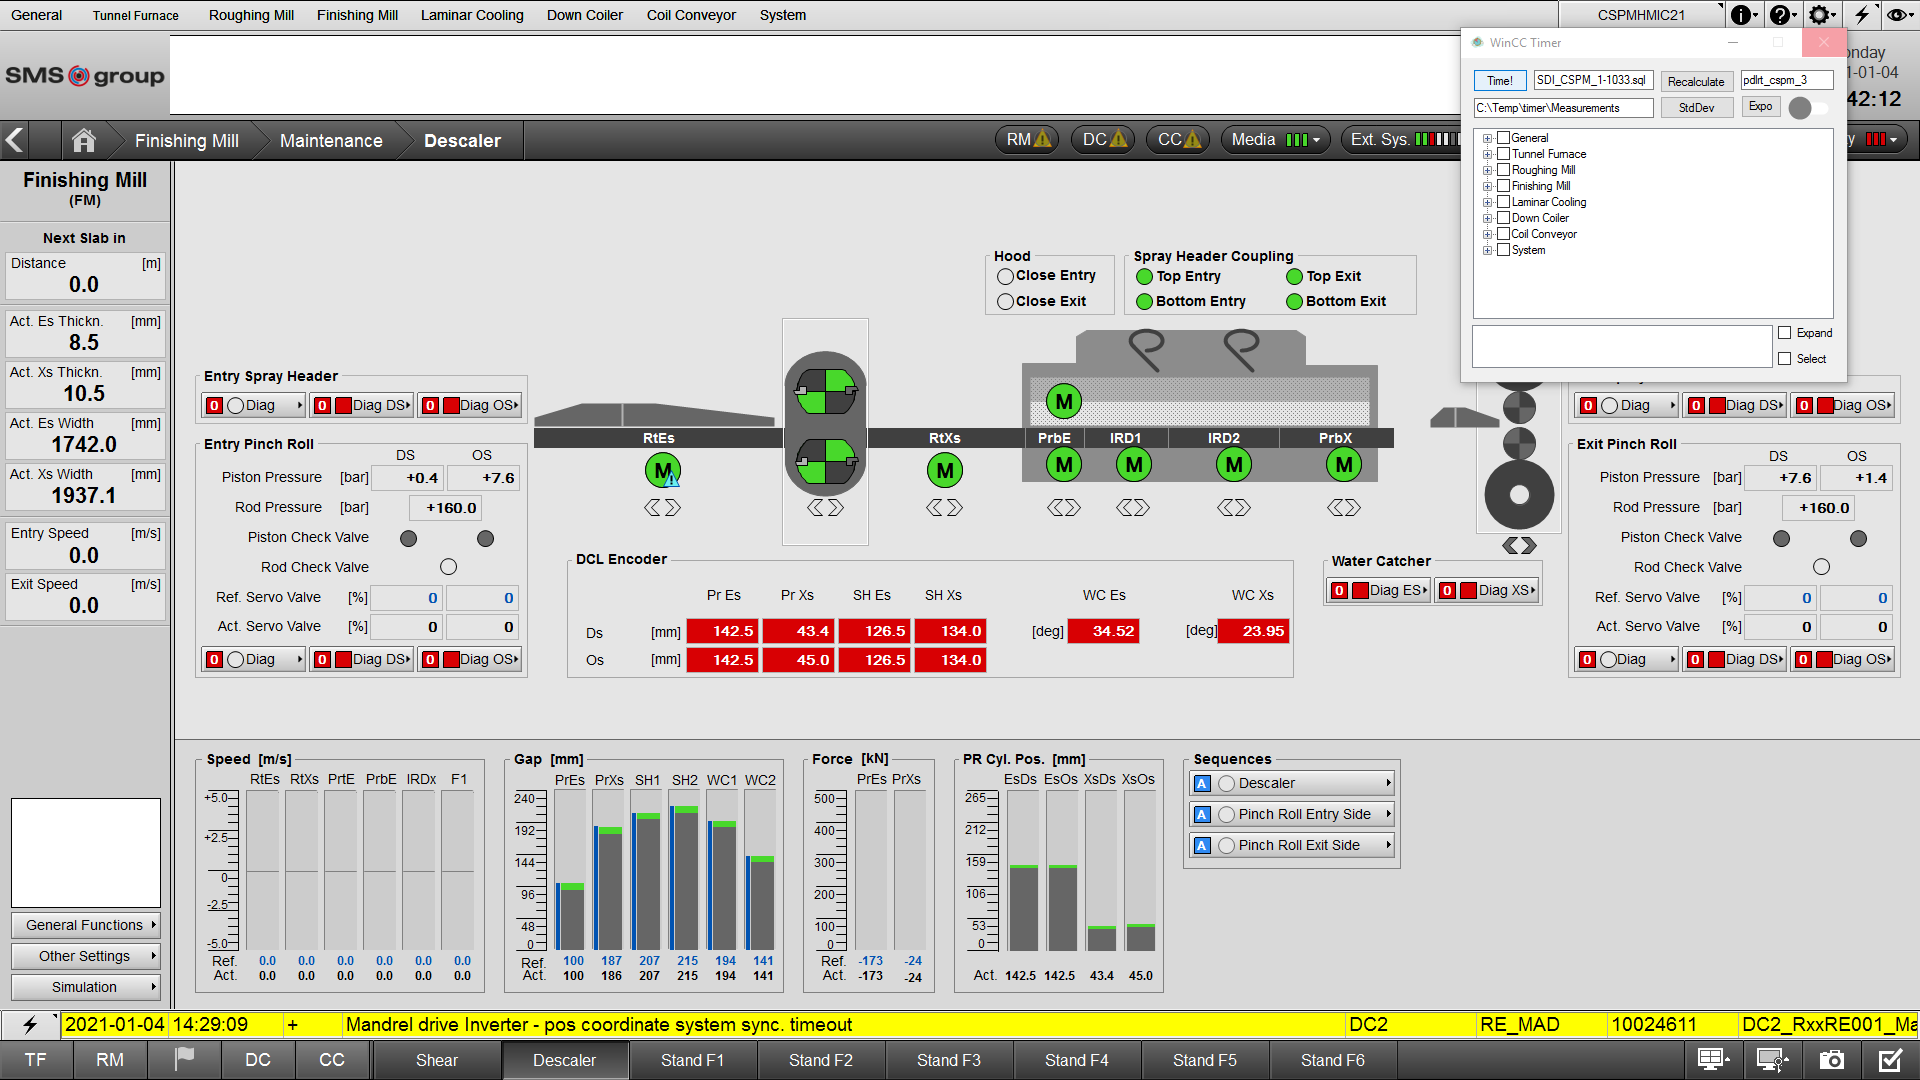 General Tunnel Furnace Roughing Mill Finishing Mill Laminar Cooling Down Coiler Coil Conveyor System CSPMHMIC21
SMS group
WinCC Timer
Time! SDI_CSPM_1-1033.sql Recalculate pdlrt_cspm_3
C:\Temp\timer\Measurements StdDev Expo
General
Tunnel Furnace
Roughing Mill
Finishing Mill
Laminar Cooling
Down Coiler
Coil Conveyor
System
Expand
Select
onday
1-01-04
42:12
Finishing Mill Maintenance Descaler RM DC CC Media Ext. Sys. y
Finishing Mill
(FM)
Next Slab in
Distance [m]
0.0
Act. Es Thickn. [mm]
8.5
Act. Xs Thickn. [mm]
10.5
Act. Es Width [mm]
1742.0
Act. Xs Width [mm]
1937.1
Entry Speed [m/s]
0.0
Exit Speed [m/s]
0.0
General Functions
Other Settings
Simulation
Hood
Close Entry
Close Exit
Spray Header Coupling
Top Entry Top Exit
Bottom Entry Bottom Exit
Entry Spray Header
0 Diag 0 Diag DS 0 Diag OS
Entry Pinch Roll
DS OS
Piston Pressure [bar] +0.4 +7.6
Rod Pressure [bar] +160.0
Piston Check Valve
Rod Check Valve
Ref. Servo Valve [%] 0 0
Act. Servo Valve [%] 0 0
0 Diag 0 Diag DS 0 Diag OS
M
RtEs RtXs PrbE IRD1 IRD2 PrbX
M M M M M M
DCL Encoder
Pr Es Pr Xs SH Es SH Xs WC Es WC Xs
Ds [mm] 142.5 43.4 126.5 134.0 [deg] 34.52 [deg] 23.95
Os [mm] 142.5 45.0 126.5 134.0
Water Catcher
0 Diag ES 0 Diag XS
0 Diag 0 Diag DS 0 Diag OS
Exit Pinch Roll
DS OS
Piston Pressure [bar] +7.6 +1.4
Rod Pressure [bar] +160.0
Piston Check Valve
Rod Check Valve
Ref. Servo Valve [%] 0 0
Act. Servo Valve [%] 0 0
0 Diag 0 Diag DS 0 Diag OS
Speed [m/s]
RtEs RtXs PrtE PrbE IRDx F1
+5.0
+2.5
0
-2.5
-5.0
Ref. 0.0 0.0 0.0 0.0 0.0 0.0
Act. 0.0 0.0 0.0 0.0 0.0 0.0
Gap [mm]
PrEs PrXs SH1 SH2 WC1 WC2
240
192
144
96
48
0
Ref. 100 187 207 215 194 141
Act. 100 186 207 215 194 141
Force [kN]
PrEs PrXs
500
400
300
200
100
0
Ref. -173 -24
Act. -173 -24
PR Cyl. Pos. [mm]
EsDs EsOs XsDs XsOs
265
212
159
106
53
0
Act. 142.5 142.5 43.4 45.0
Sequences
A Descaler
A Pinch Roll Entry Side
A Pinch Roll Exit Side
2021-01-04 14:29:09 + Mandrel drive Inverter - pos coordinate system sync. timeout DC2 RE_MAD 10024611 DC2_RxxRE001_Ma
TF RM DC CC Shear Descaler Stand F1 Stand F2 Stand F3 Stand F4 Stand F5 Stand F6